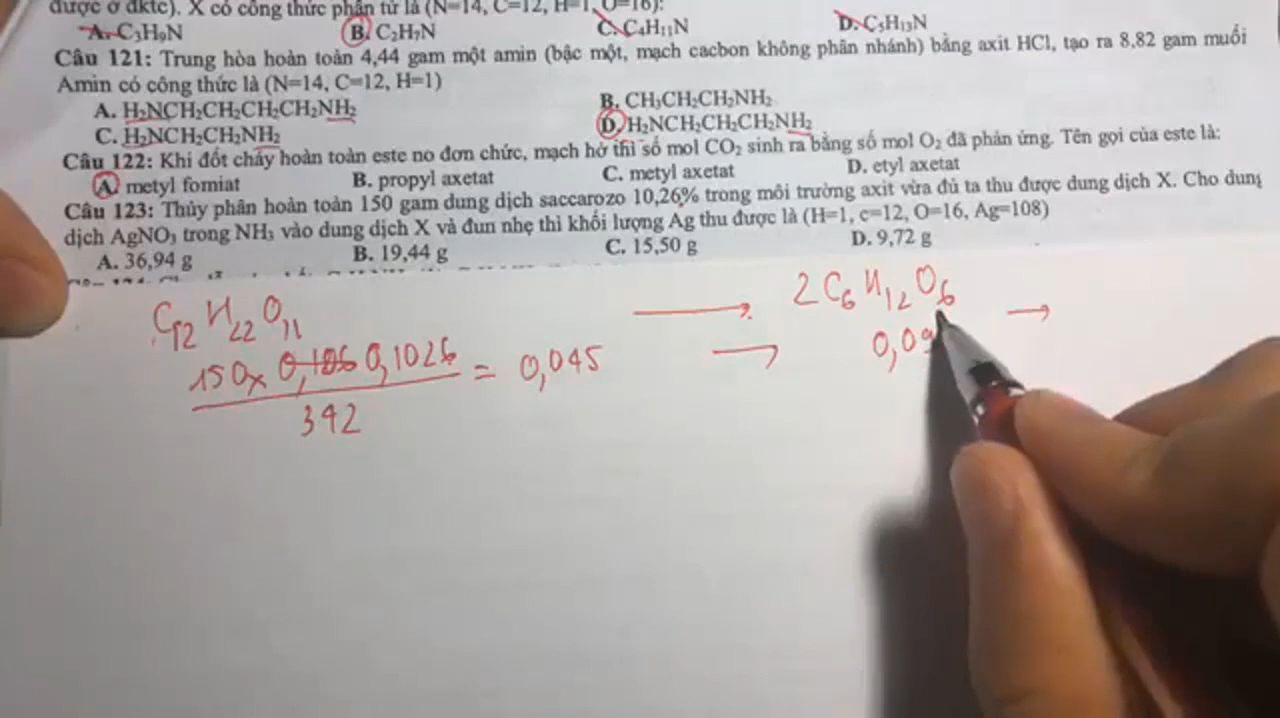 được ở đktc). X có công thức phân tử là (N=14, C=12, H=1, O=16):
A. C₃H₉N B. C₂H₇N C. C₄H₁₁N D. C₅H₁₃N
Câu 121: Trung hòa hoàn toàn 4,44 gam một amin (bậc một, mạch cacbon không phân nhánh) bằng axit HCl, tạo ra 8,82 gam muối
Amin có công thức là (N=14, C=12, H=1)
A. H₂NCH₂CH₂CH₂CH₂NH₂ B. CH₃CH₂CH₂NH₂
C. H₂NCH₂CH₂NH₂ D. H₂NCH₂CH₂CH₂NH₂
Câu 122: Khi đốt cháy hoàn toàn este no đơn chức, mạch hở thì số mol CO₂ sinh ra bằng số mol O₂ đã phản ứng. Tên gọi của este là:
A. metyl fomiat B. propyl axetat C. metyl axetat D. etyl axetat
Câu 123: Thủy phân hoàn toàn 150 gam dung dịch saccarozo 10,26% trong môi trường axit vừa đủ ta thu được dung dịch X. Cho dung
dịch AgNO₃ trong NH₃ vào dung dịch X và đun nhẹ thì khối lượng Ag thu được là (H=1, c=12, O=16, Ag=108)
A. 36,94 g B. 19,44 g C. 15,50 g D. 9,72 g
C₁₂H₂₂O₁₁ → 2C₆H₁₂O₆ →
150x 0,106 0,1026 = 0,045 → 0,09
342